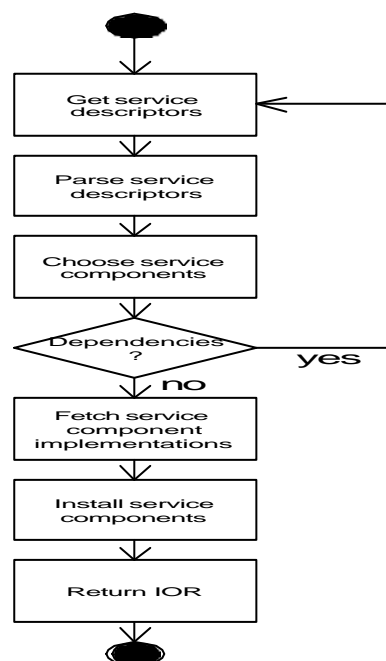 Get service
descriptors
Parse service
descriptors
Choose service
components
Dependencies
?
yes
no
Fetch service
component
implementations
Install service
components
Return IOR